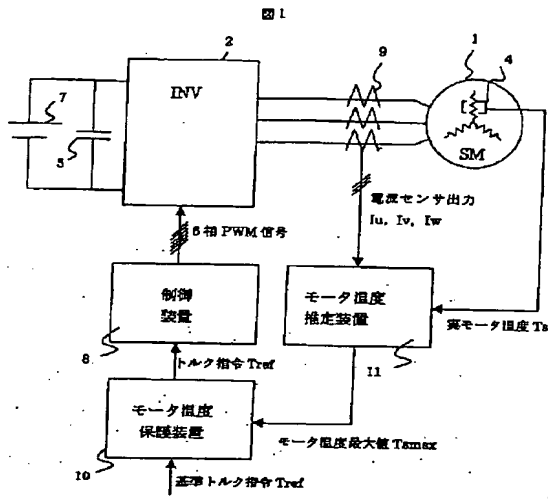 図1
2
9
1
4
7
INV
5
SM
電流センサ出力
Iu, Iv, Iw
6相PWM信号
制御
装置
モータ温度
推定装置
実モータ温度 Ts
8
11
トルク指令 Tref
モータ温度
保護装置
モータ温度最大値 Tsmax
10
基準トルク指令 Tref